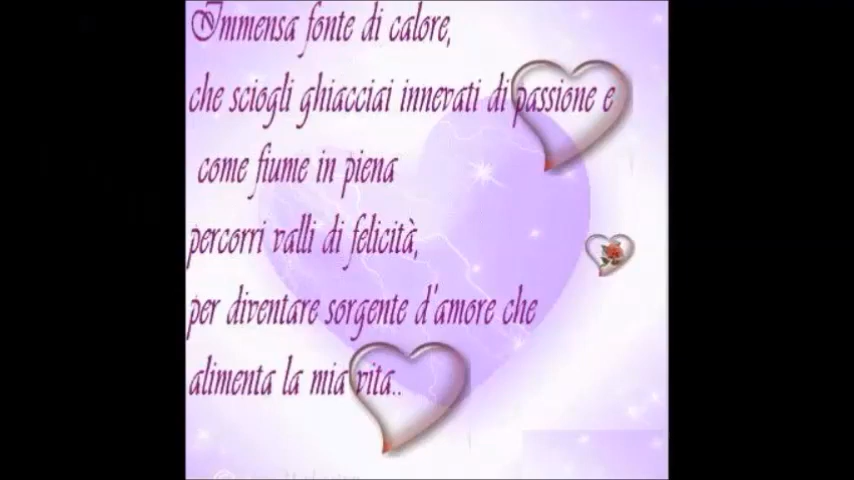 Immensa fonte di calore,
che sciogli ghiacciai innevati di passione e
come fiume in piena
percorri valli di felicità,
per diventare sorgente d'amore che
alimenta la mia vita..